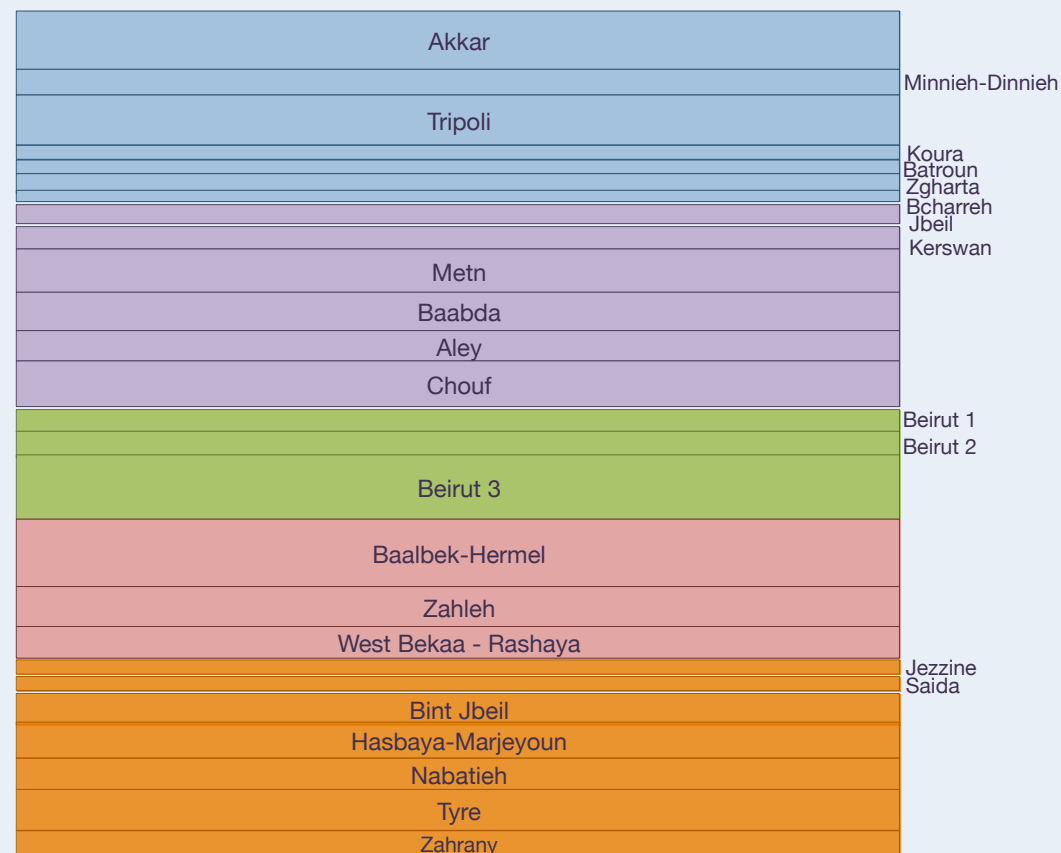 Akkar
Minnieh-Dinnieh
Tripoli
Koura
Batroun
Zgharta
Bcharreh
Jbeil
Kerswan
Metn
Baabda
Aley
Chouf
Beirut 1
Beirut 2
Beirut 3
Baalbek-Hermel
Zahleh
West Bekaa - Rashaya
Jezzine
Saida
Bint Jbeil
Hasbaya-Marjeyoun
Nabatieh
Tyre
Zahrany